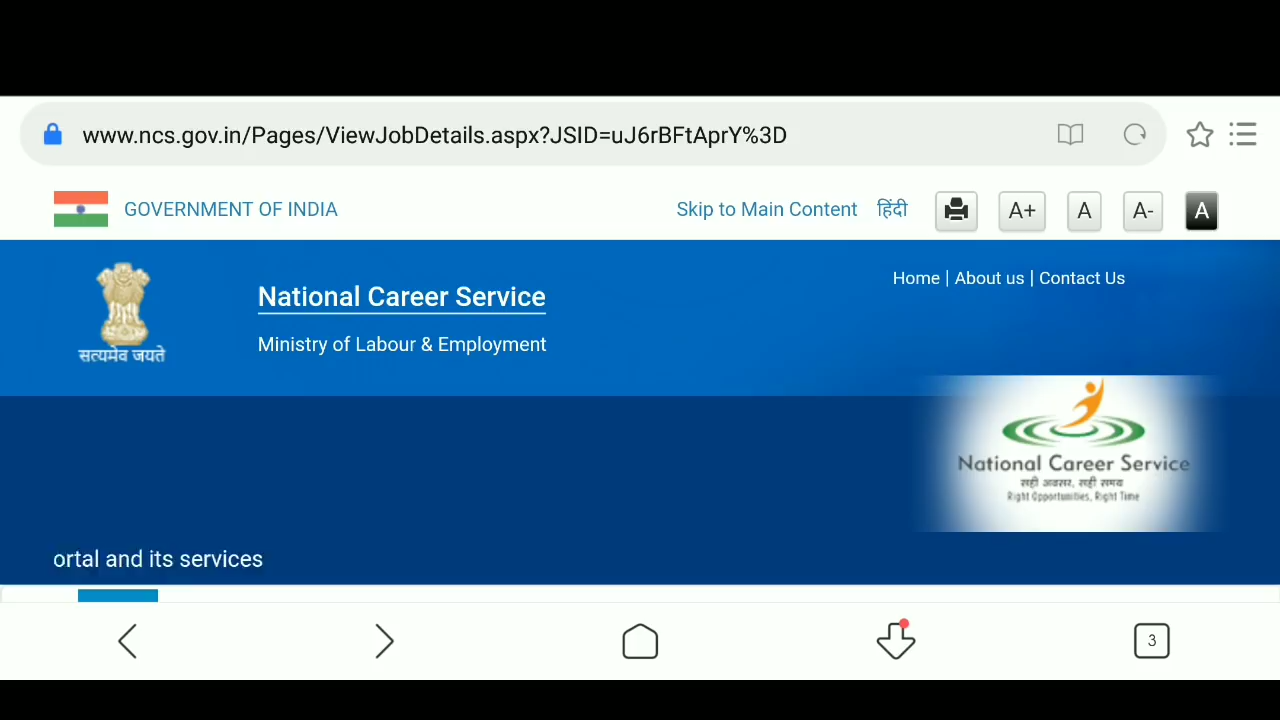 www.ncs.gov.in/Pages/ViewJobDetails.aspx?JSID=uJ6rBFtAprY%3D
GOVERNMENT OF INDIA
Skip to Main Content हिंदी A+ A A- A
Home | About us | Contact Us
National Career Service
Ministry of Labour & Employment
सत्यमेव जयते
National Career Service
सही अवसर, सही समय
Right Opportunities, Right Time
ortal and its services
3